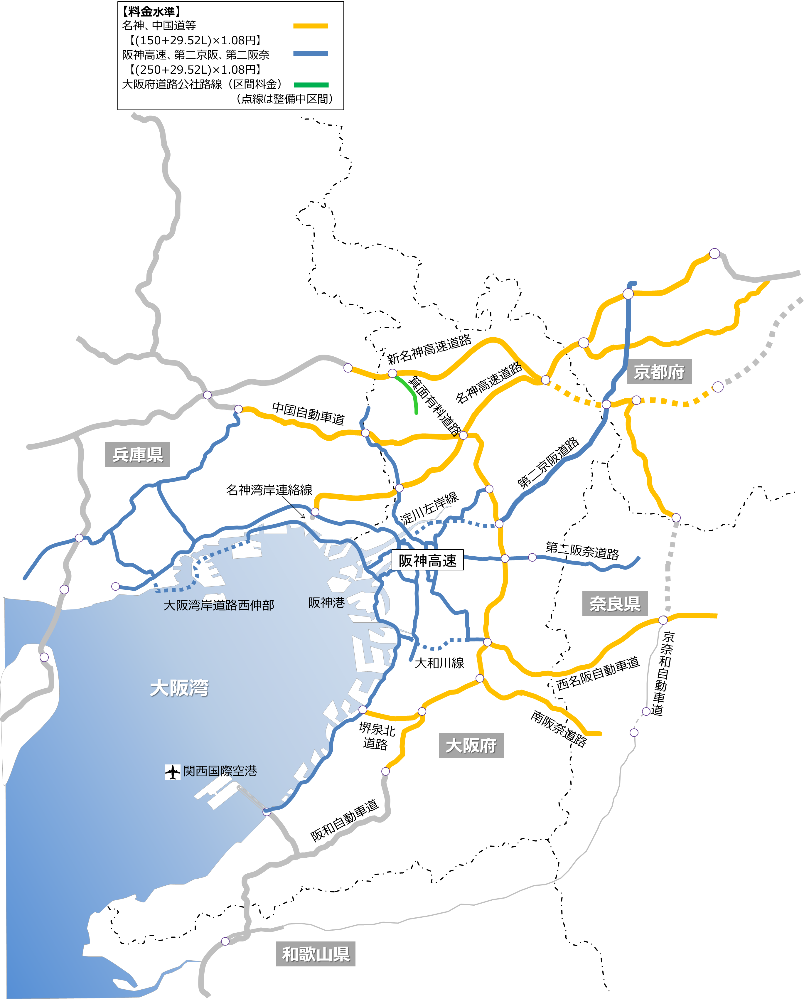 【料金水準】
名神、中国道等
【(150+29.52L)×1.08円】
阪神高速、第二京阪、第二阪奈
【(250+29.52L)×1.08円】
大阪府道路公社路線（区間料金）
（点線は整備中区間）
新名神高速道路
京都府
名神高速道路
箕面有料道路
中国自動車道
兵庫県
第二京阪道路
名神湾岸連絡線
淀川左岸線
第二阪奈道路
阪神高速
奈良県
大阪湾岸道路西伸部
阪神港
京奈和自動車道
大和川線
西名阪自動車道
大阪湾
南阪奈道路
堺泉北
道路
大阪府
関西国際空港
阪和自動車道
和歌山県